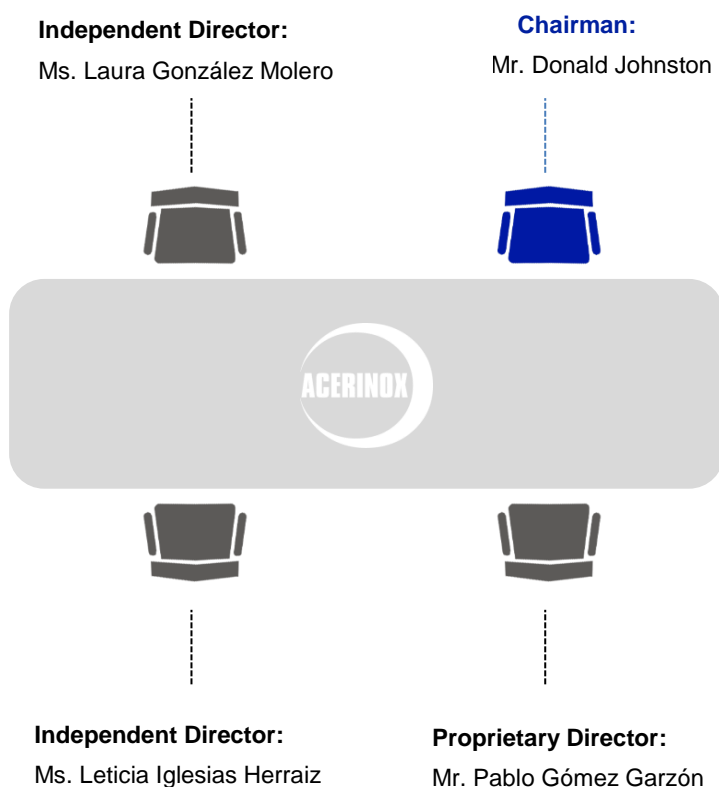 Independent Director:
Ms. Laura González Molero
Chairman:
Mr. Donald Johnston
ACERINOX
Independent Director:
Ms. Leticia Iglesias Herraiz
Proprietary Director:
Mr. Pablo Gómez Garzón